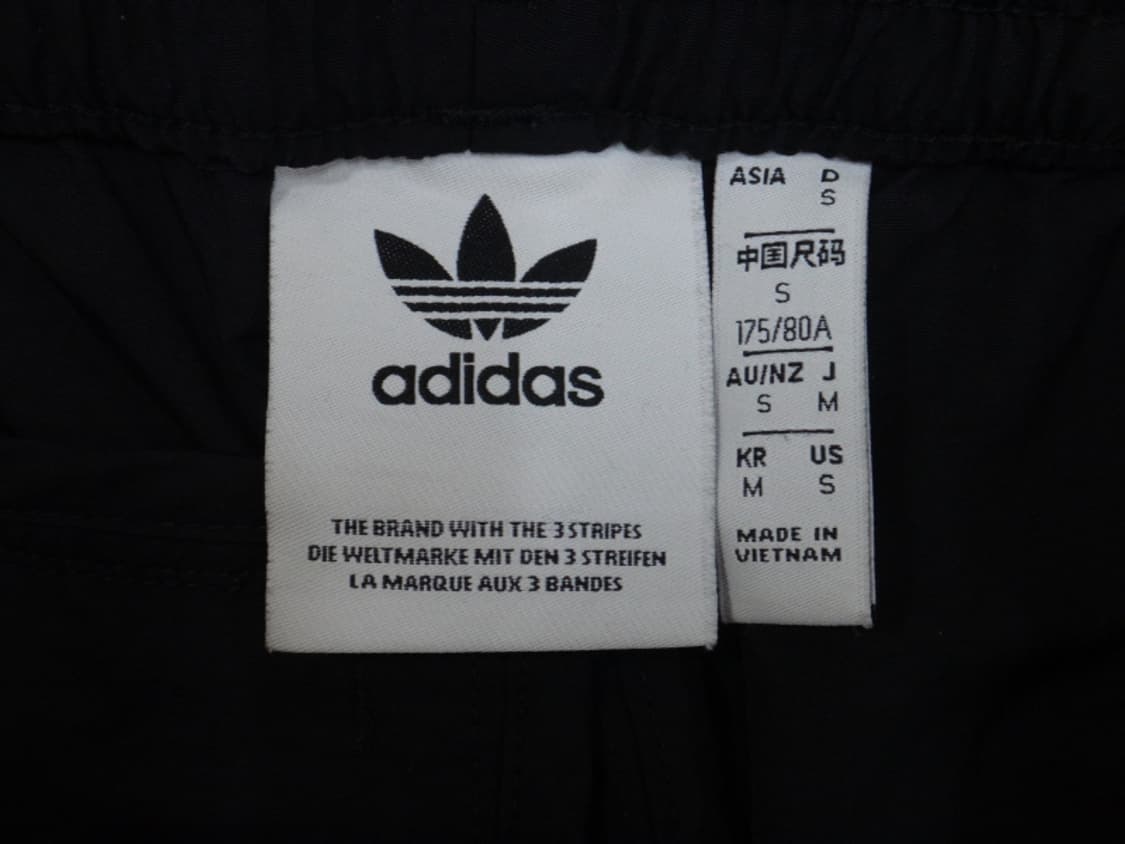 adidas
THE BRAND WITH THE 3 STRIPES
DIE WELTMARKE MIT DEN 3 STREIFEN
LA MARQUE AUX 3 BANDES
ASIA D
S
中国尺码
S
175/80A
AU/NZ J
S M
KR US
M S
MADE IN
VIETNAM